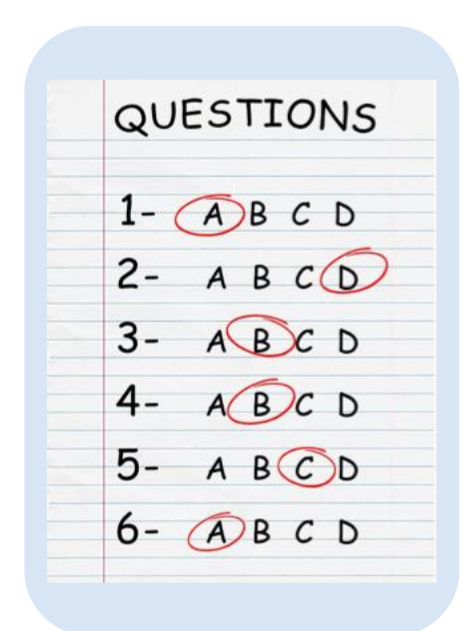 QUESTIONS
1- A B C D
2- A B C D
3- A B C D
4- A B C D
5- A B C D
6- A B C D